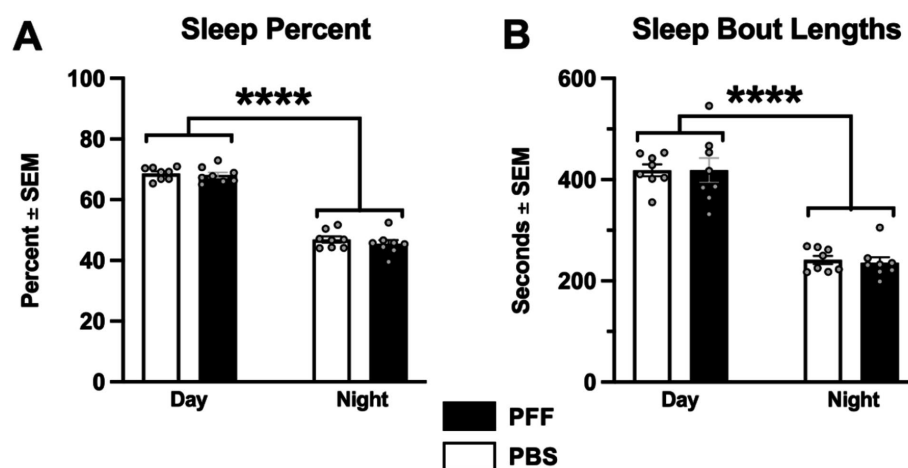 A
Sleep Percent
Percent ± SEM
100
80
60
40
20
0
****
Day
Night
B
Sleep Bout Lengths
Seconds ± SEM
600
400
200
0
****
Day
Night
PFF
PBS